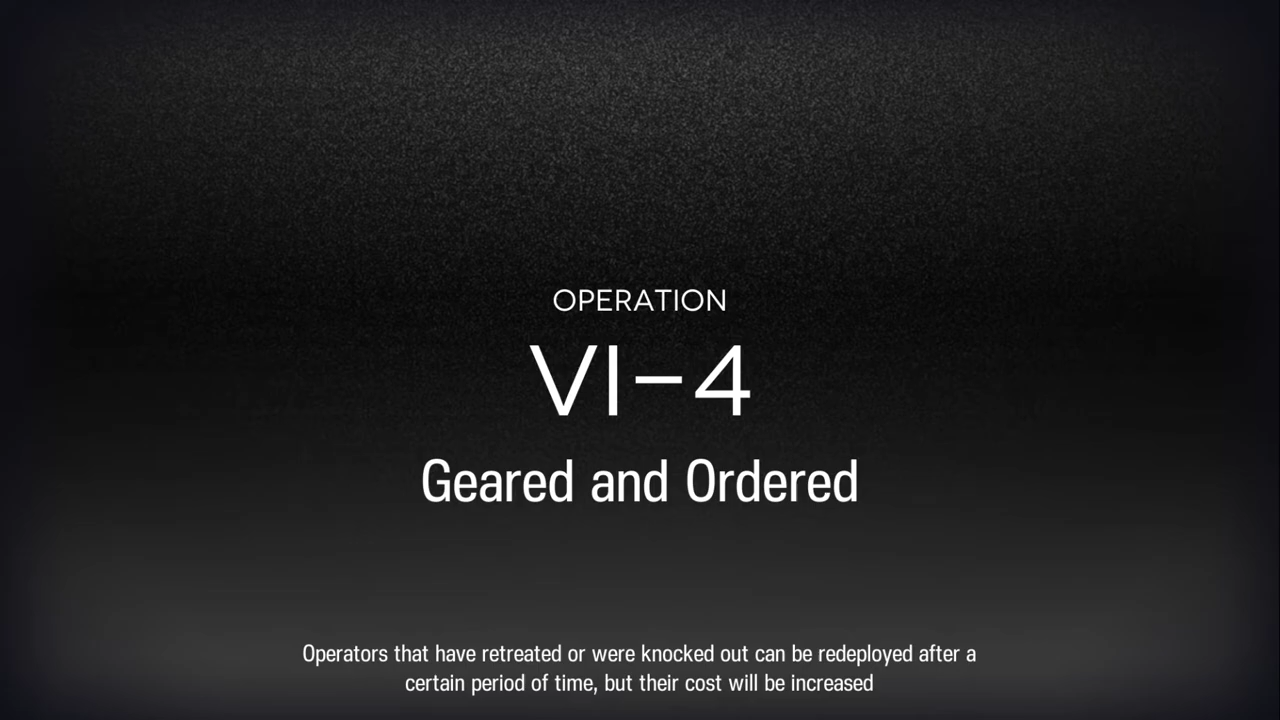 OPERATION
VI-4
Geared and Ordered
Operators that have retreated or were knocked out can be redeployed after a
certain period of time, but their cost will be increased